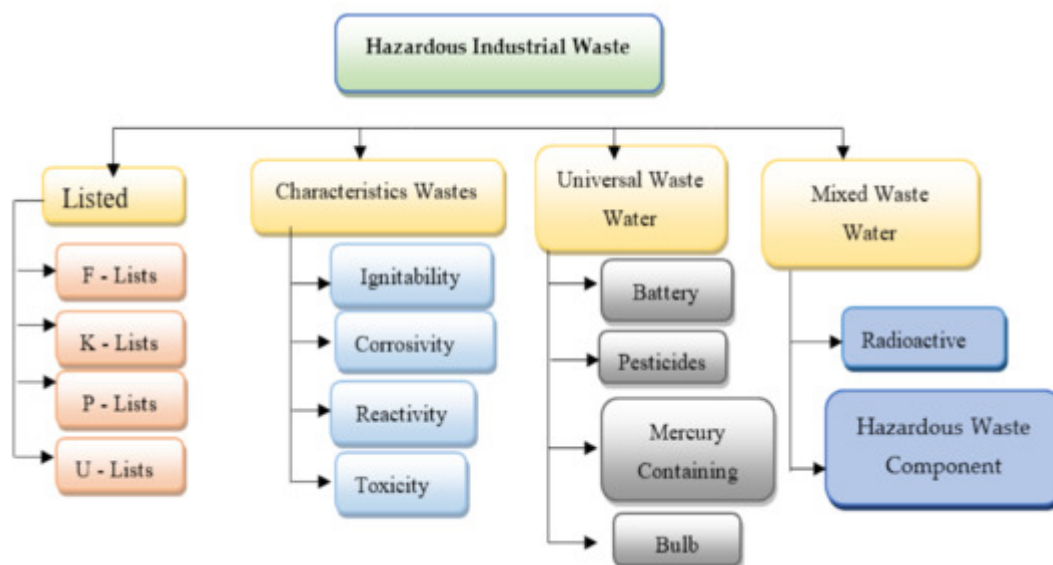 Hazardous Industrial Waste
Listed
F - Lists
K - Lists
P - Lists
U - Lists
Characteristics Wastes
Ignitability
Corrosivity
Reactivity
Toxicity
Universal Waste
Water
Battery
Pesticides
Mercury
Containing
Bulb
Mixed Waste
Water
Radioactive
Hazardous Waste
Component